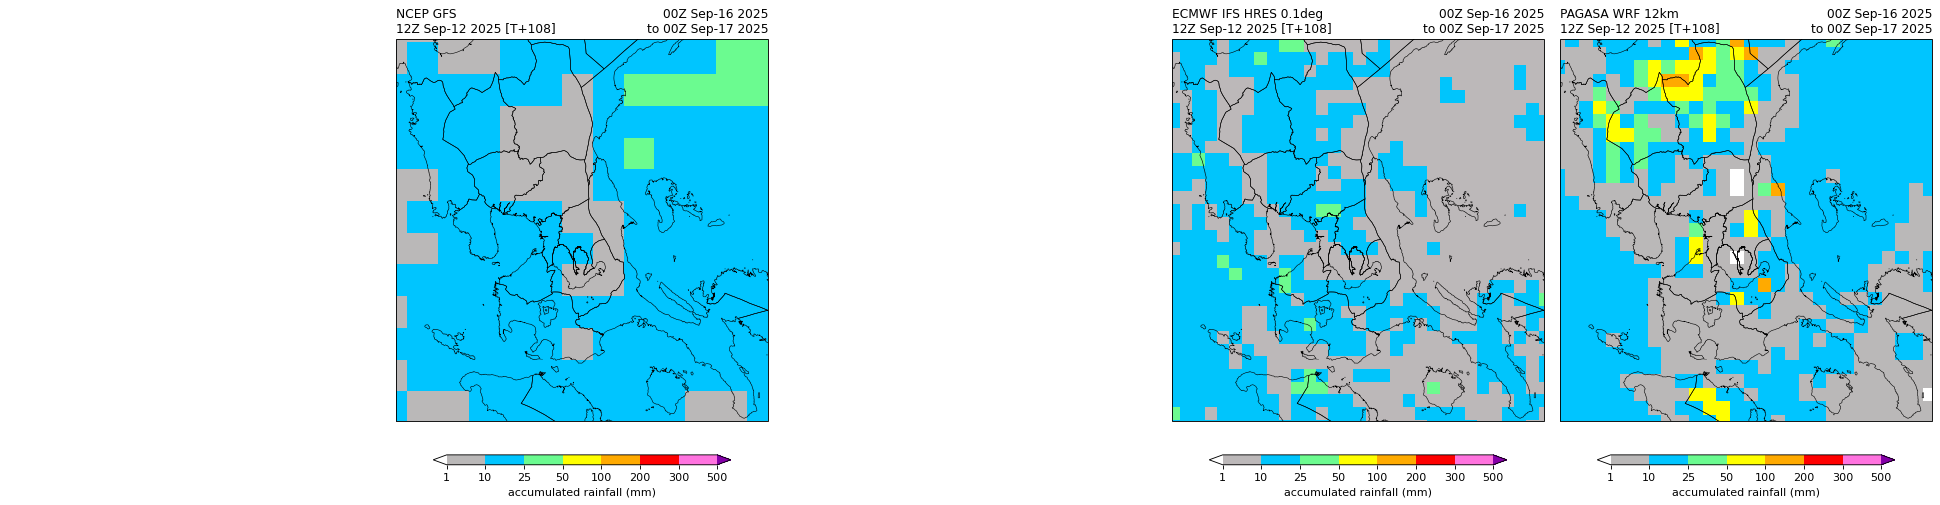 NCEP GFS 00Z Sep-16 2025
12Z Sep-12 2025 [T+108] to 00Z Sep-17 2025
1 10 25 50 100 200 300 500
accumulated rainfall (mm)
ECMWF IFS HRES 0.1deg 00Z Sep-16 2025
12Z Sep-12 2025 [T+108] to 00Z Sep-17 2025
1 10 25 50 100 200 300 500
accumulated rainfall (mm)
PAGASA WRF 12km 00Z Sep-16 2025
12Z Sep-12 2025 [T+108] to 00Z Sep-17 2025
1 10 25 50 100 200 300 500
accumulated rainfall (mm)